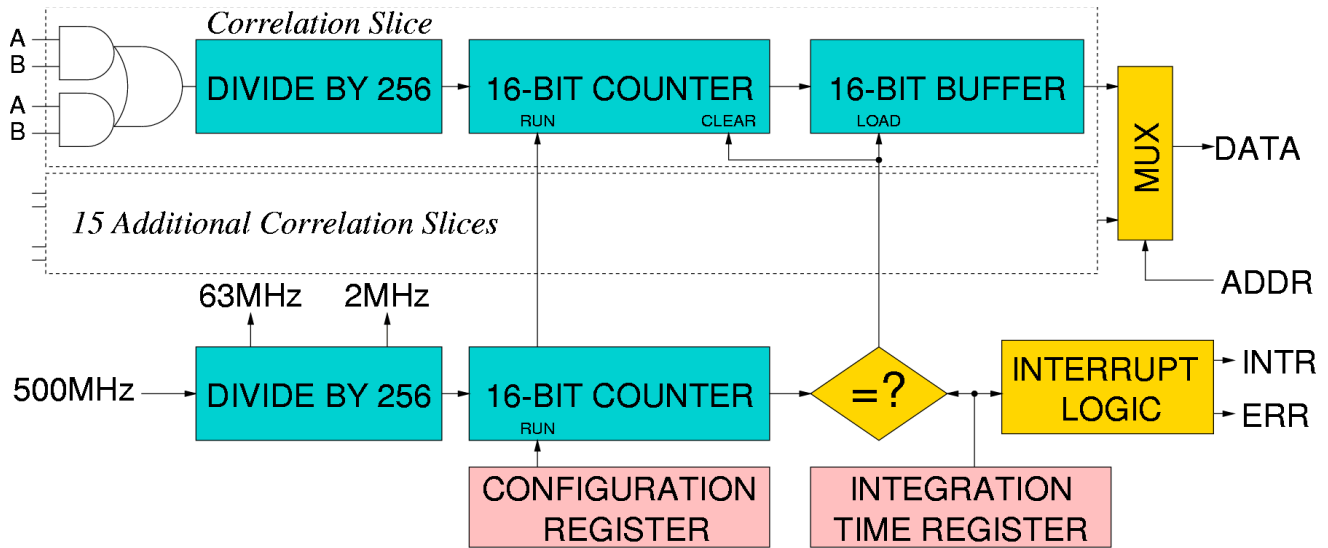 Correlation Slice
A
B
A
B
DIVIDE BY 256
16-BIT COUNTER
RUN
CLEAR
16-BIT BUFFER
LOAD
MUX
DATA
15 Additional Correlation Slices
ADDR
63MHz
2MHz
500MHz
DIVIDE BY 256
16-BIT COUNTER
RUN
=?
INTERRUPT
LOGIC
INTR
ERR
CONFIGURATION
REGISTER
INTEGRATION
TIME REGISTER